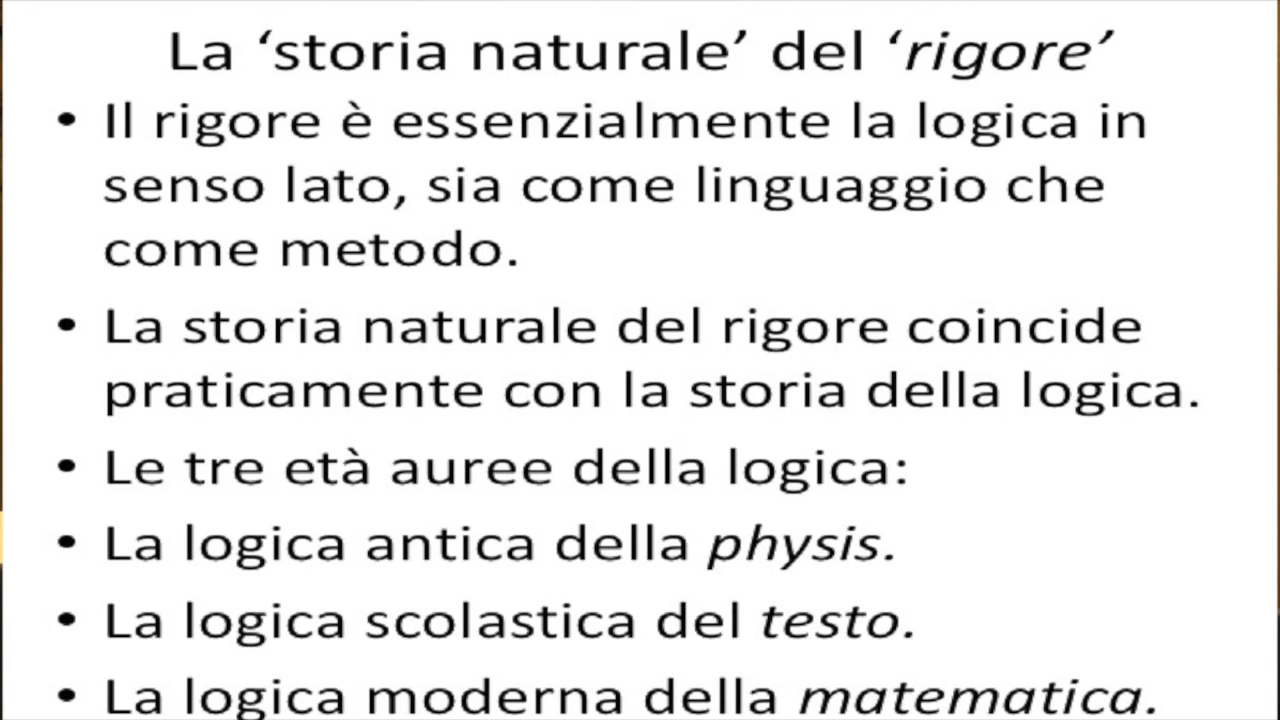 La ‘storia naturale’ del ‘rigore’
• Il rigore è essenzialmente la logica in
senso lato, sia come linguaggio che
come metodo.
• La storia naturale del rigore coincide
praticamente con la storia della logica.
• Le tre età auree della logica:
• La logica antica della physis.
• La logica scolastica del testo.
• La logica moderna della matematica.